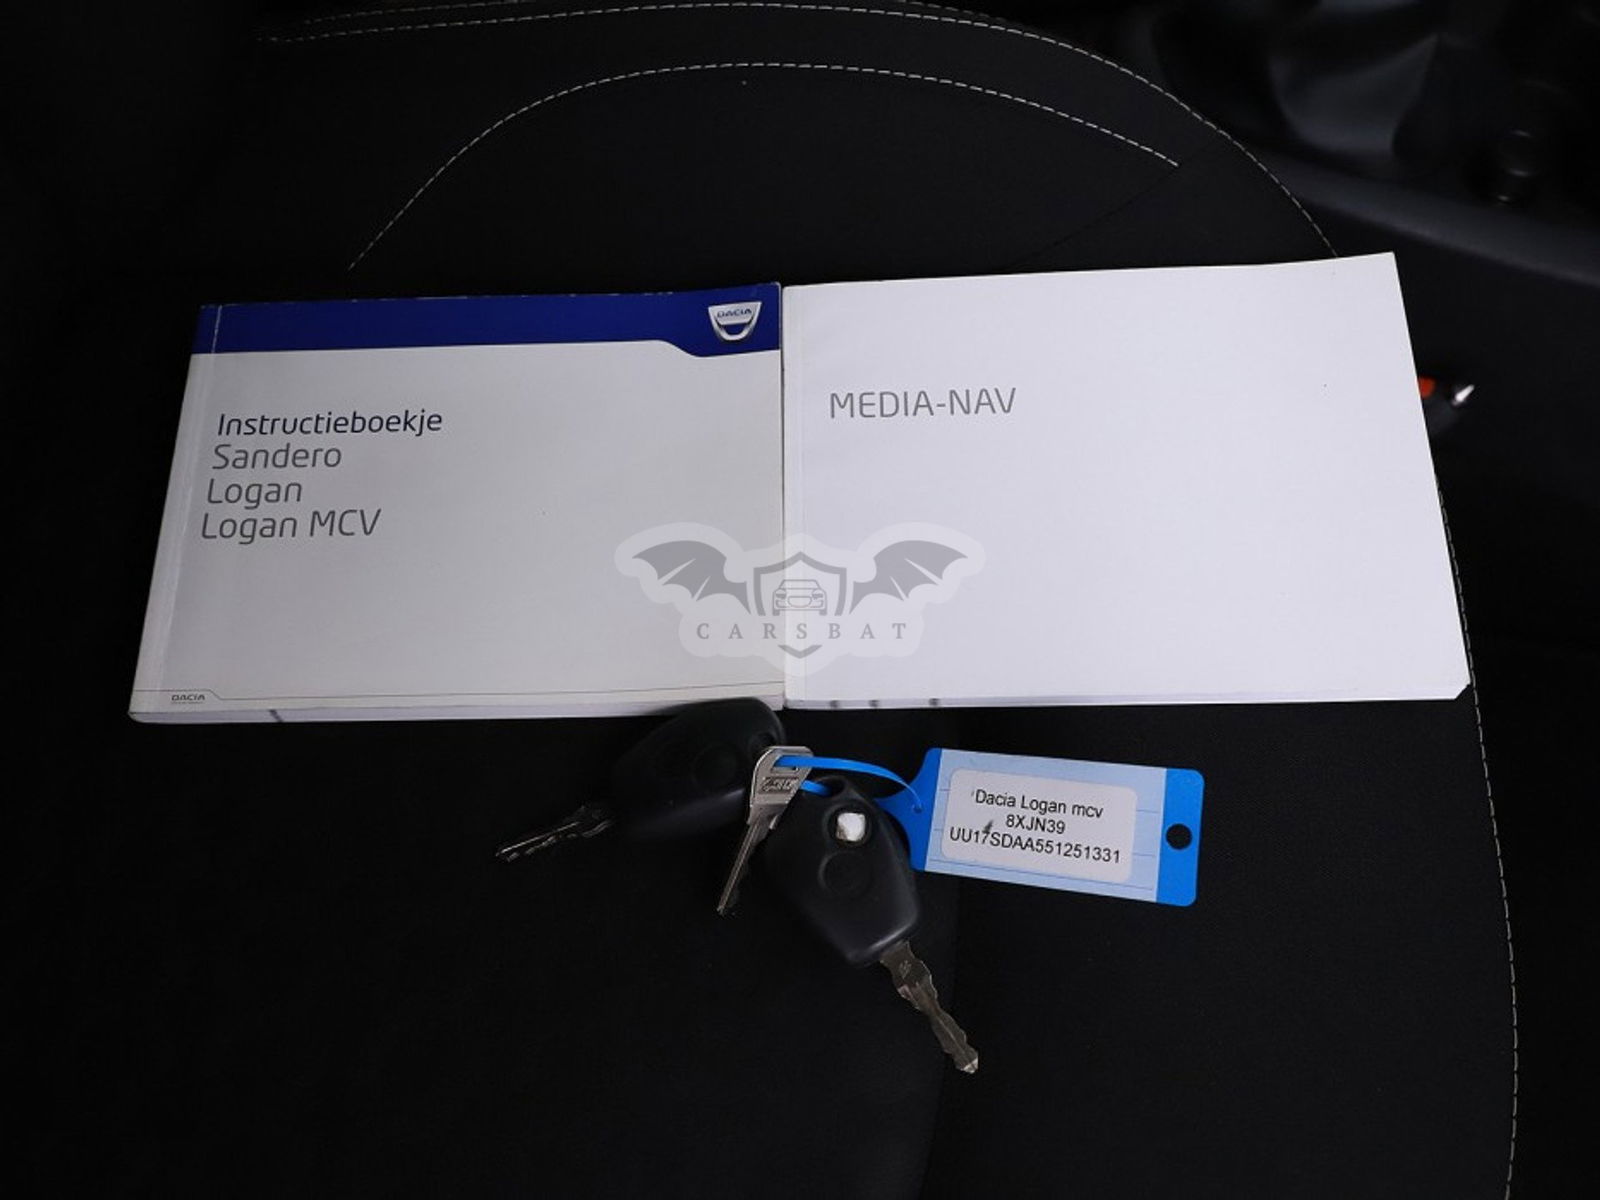 DACIA
Instructieboekje
Sandero
Logan
Logan MCV
DACIA
MEDIA-NAV
CARSBAT
Dacia Logan mcv
8XJN39
UU17SDAA551251331